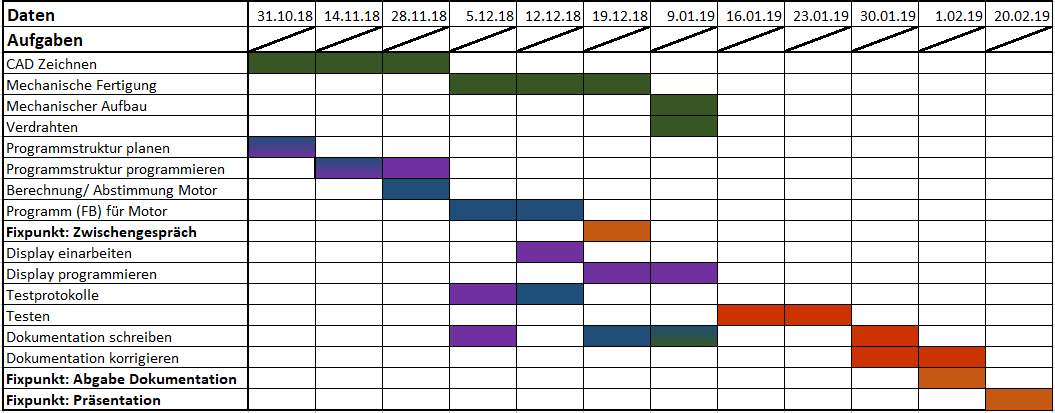 Daten 31.10.18 14.11.18 28.11.18 5.12.18 12.12.18 19.12.18 9.01.19 16.01.19 23.01.19 30.01.19 1.02.19 20.02.19
Aufgaben
CAD Zeichnen
Mechanische Fertigung
Mechanischer Aufbau
Verdrahten
Programmstruktur planen
Programmstruktur programmieren
Berechnung/ Abstimmung Motor
Programm (FB) für Motor
Fixpunkt: Zwischengespräch
Display einarbeiten
Display programmieren
Testprotokolle
Testen
Dokumentation schreiben
Dokumentation korrigieren
Fixpunkt: Abgabe Dokumentation
Fixpunkt: Präsentation